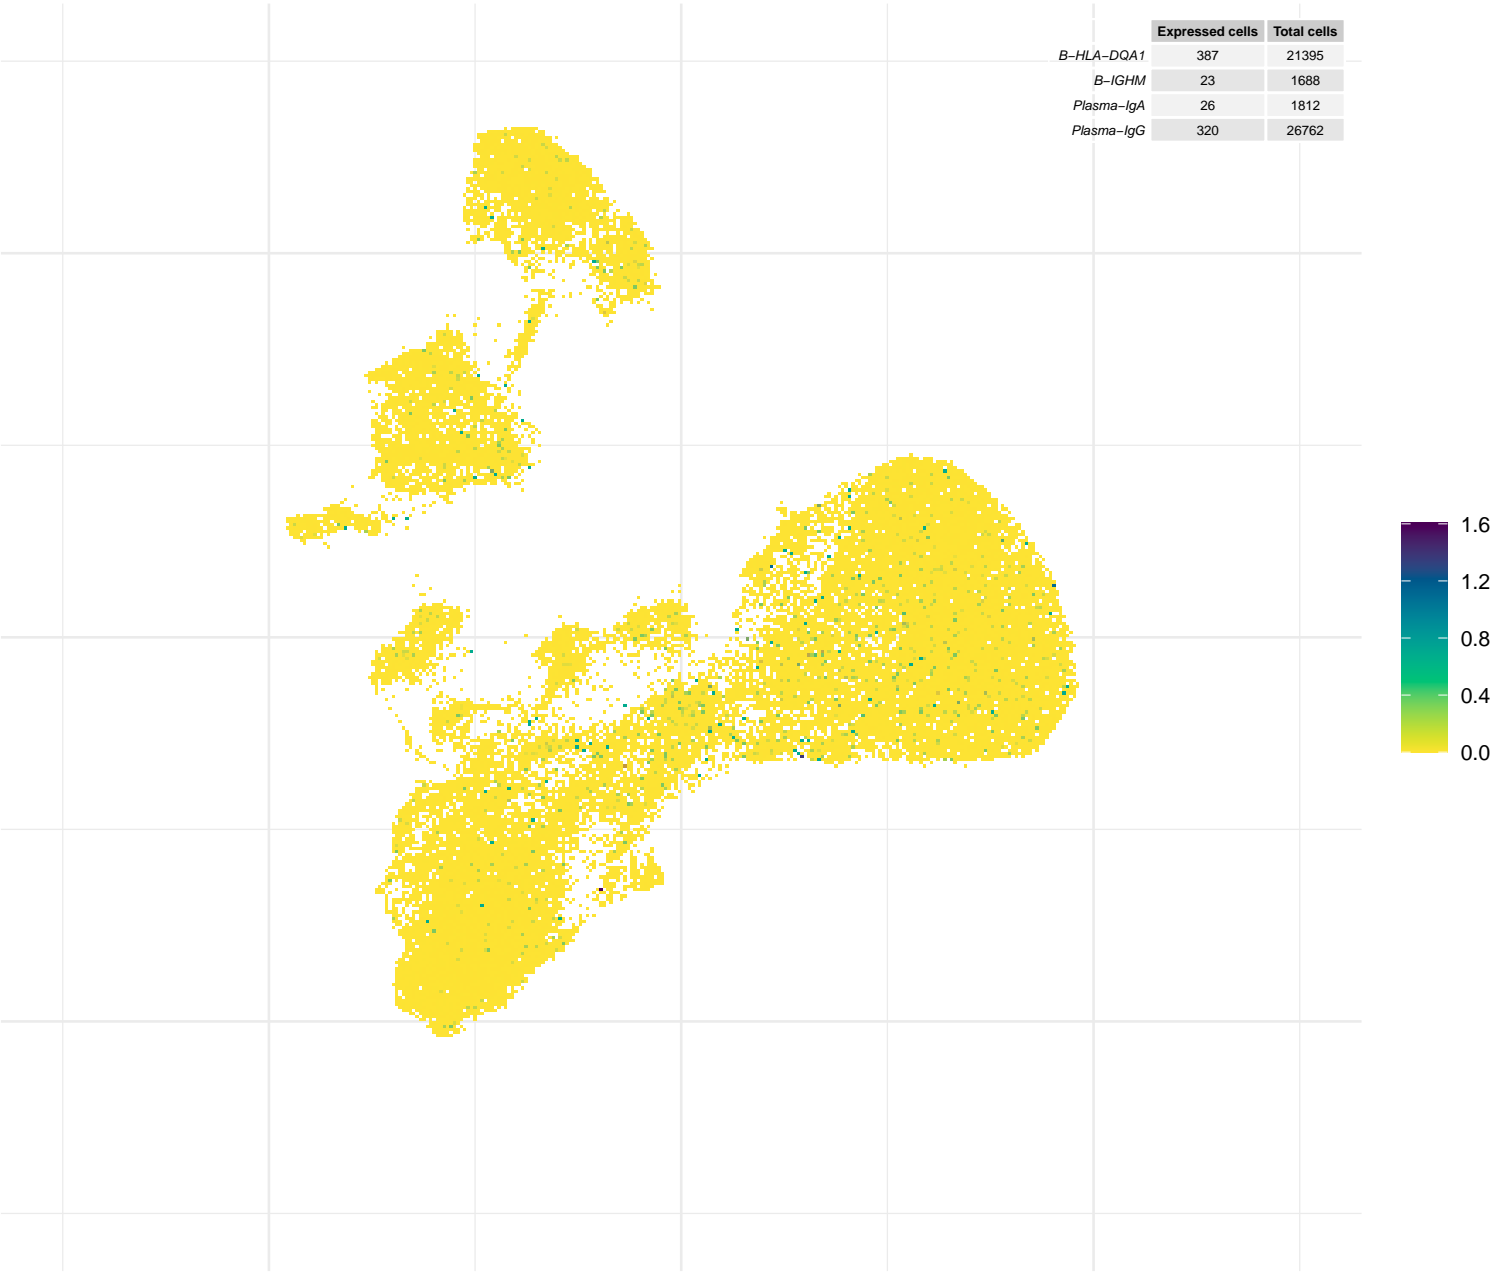 Expressed cells Total cells
B–HLA–DQA1 387 21395
B–IGHM 23 1688
Plasma–IgA 26 1812
Plasma–IgG 320 26762
1.6
1.2
0.8
0.4
0.0